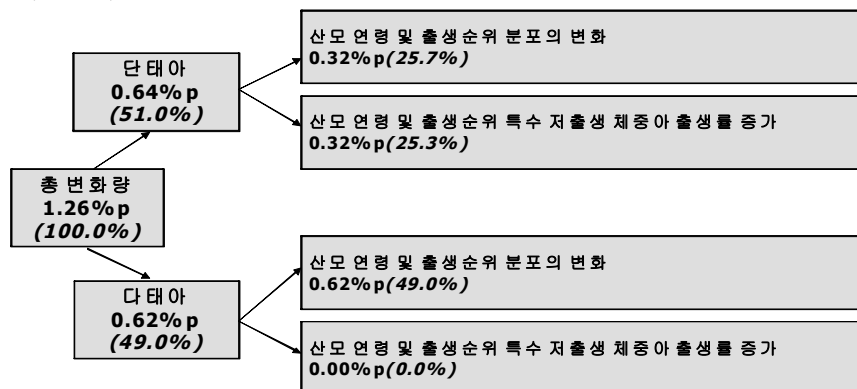 산모 연령 및 출생순위 분포의 변화
0.32%p(25.7%)
단태아
0.64%p
(51.0%)
산모 연령 및 출생순위 특수 저출생 체중아 출생률 증가
0.32%p(25.3%)
총 변화량
1.26%p
(100.0%)
산모 연령 및 출생순위 분포의 변화
0.62%p(49.0%)
다태아
0.62%p
(49.0%)
산모 연령 및 출생순위 특수 저출생 체중아 출생률 증가
0.00%p(0.0%)